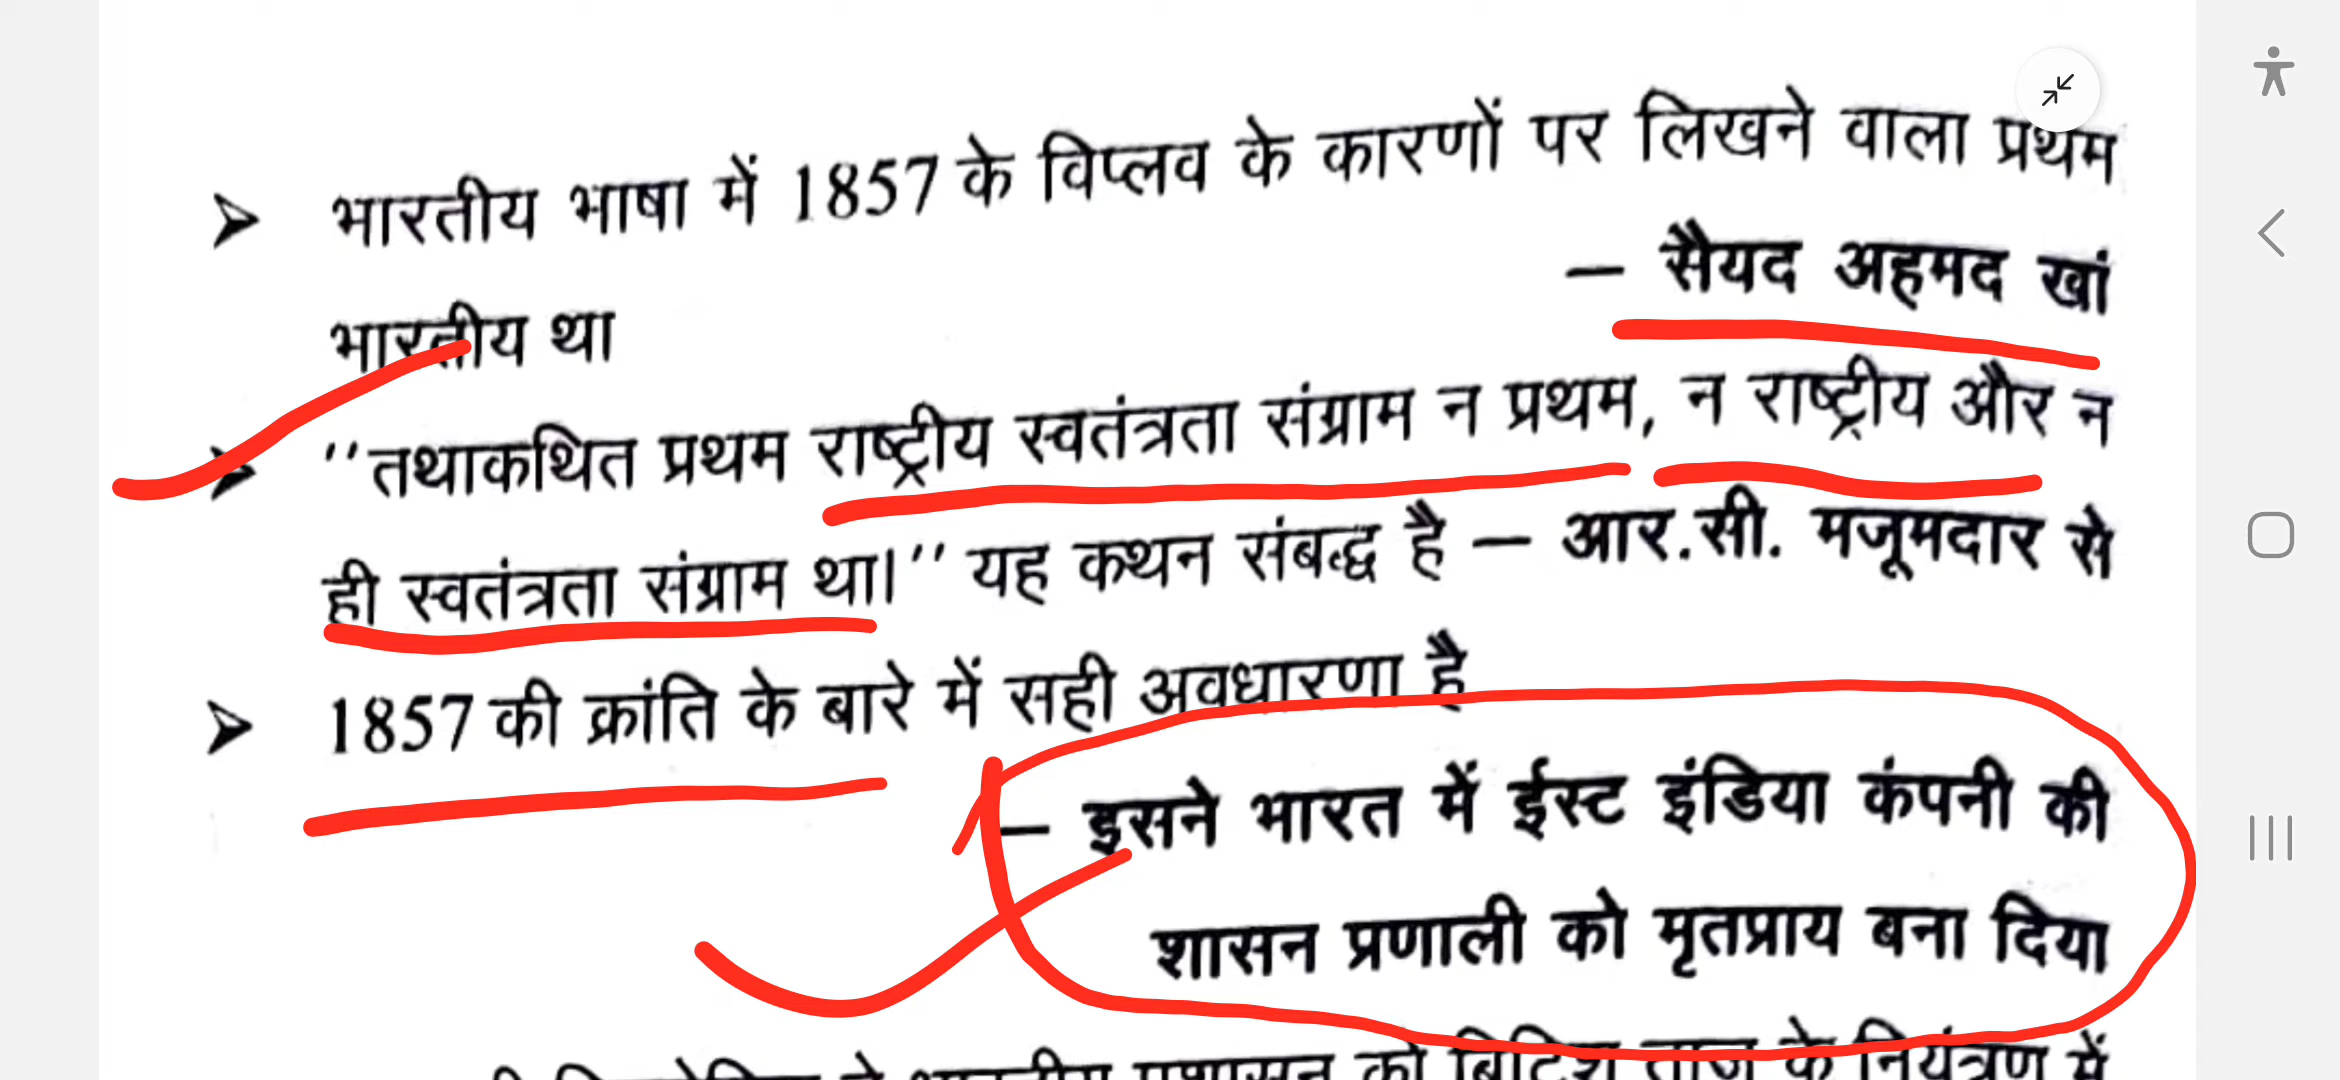 ➤ भारतीय भाषा में 1857 के विप्लव के कारणों पर लिखने वाला प्रथम
भारतीय था — सैयद अहमद खां
➤ ''तथाकथित प्रथम राष्ट्रीय स्वतंत्रता संग्राम न प्रथम, न राष्ट्रीय और न
ही स्वतंत्रता संग्राम था।'' यह कथन संबद्ध है — आर.सी. मजूमदार से
➤ 1857 की क्रांति के बारे में सही अवधारणा है
— इसने भारत में ईस्ट इंडिया कंपनी की
शासन प्रणाली को मृतप्राय बना दिया
को ब्रिटिश ताज के नियंत्रण में